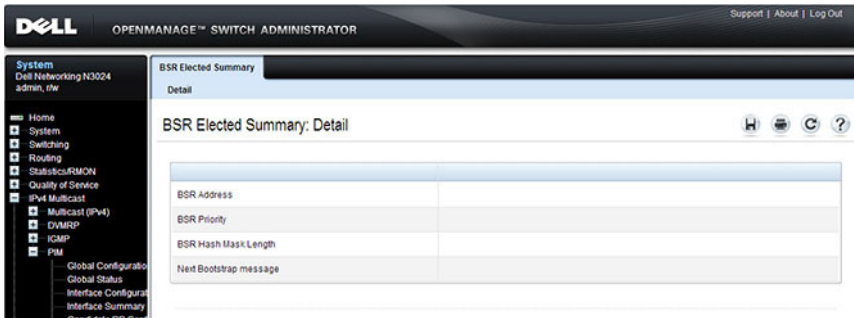 Support | About | Log Out
DELL OPENMANAGE™ SWITCH ADMINISTRATOR
System
Dell Networking N3024
admin, r/w
Home
System
Switching
Routing
Statistics/RMON
Quality of Service
IPv4 Multicast
Multicast (IPv4)
DVMRP
IGMP
PIM
Global Configuratio
Global Status
Interface Configurat
Interface Summary
BSR Elected Summary
Detail
BSR Elected Summary: Detail
BSR Address
BSR Priority
BSR Hash Mask Length
Next Bootstrap message